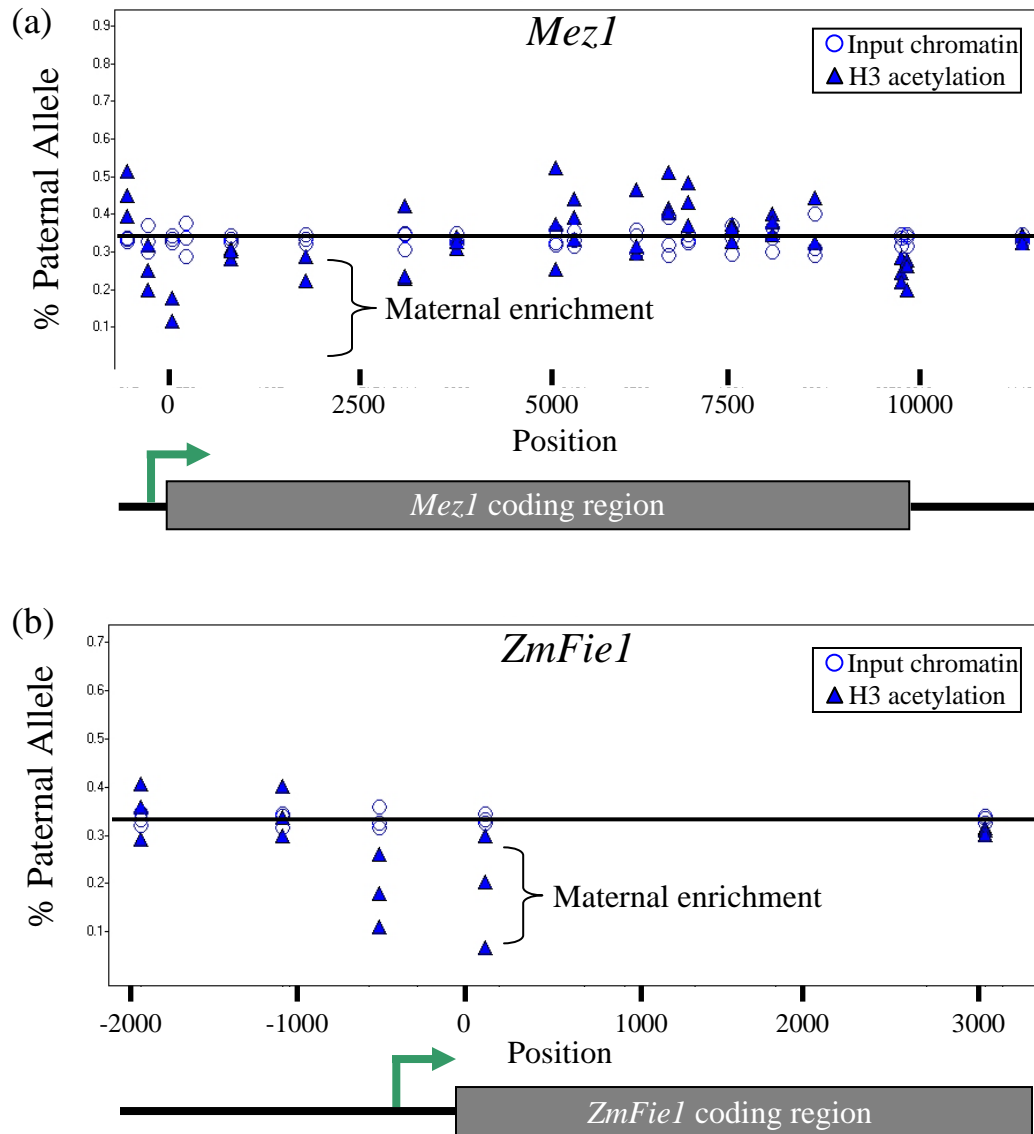 (a)
Mez1
Input chromatin
H3 acetylation
% Paternal Allele
0.9
0.8
0.7
0.6
0.5
0.4
0.3
0.2
0.1
Maternal enrichment
0 2500 5000 7500 10000
Position
Mez1 coding region
(b)
ZmFie1
Input chromatin
H3 acetylation
% Paternal Allele
0.7
0.6
0.5
0.4
0.3
0.2
0.1
Maternal enrichment
-2000 -1000 0 1000 2000 3000
Position
ZmFie1 coding region